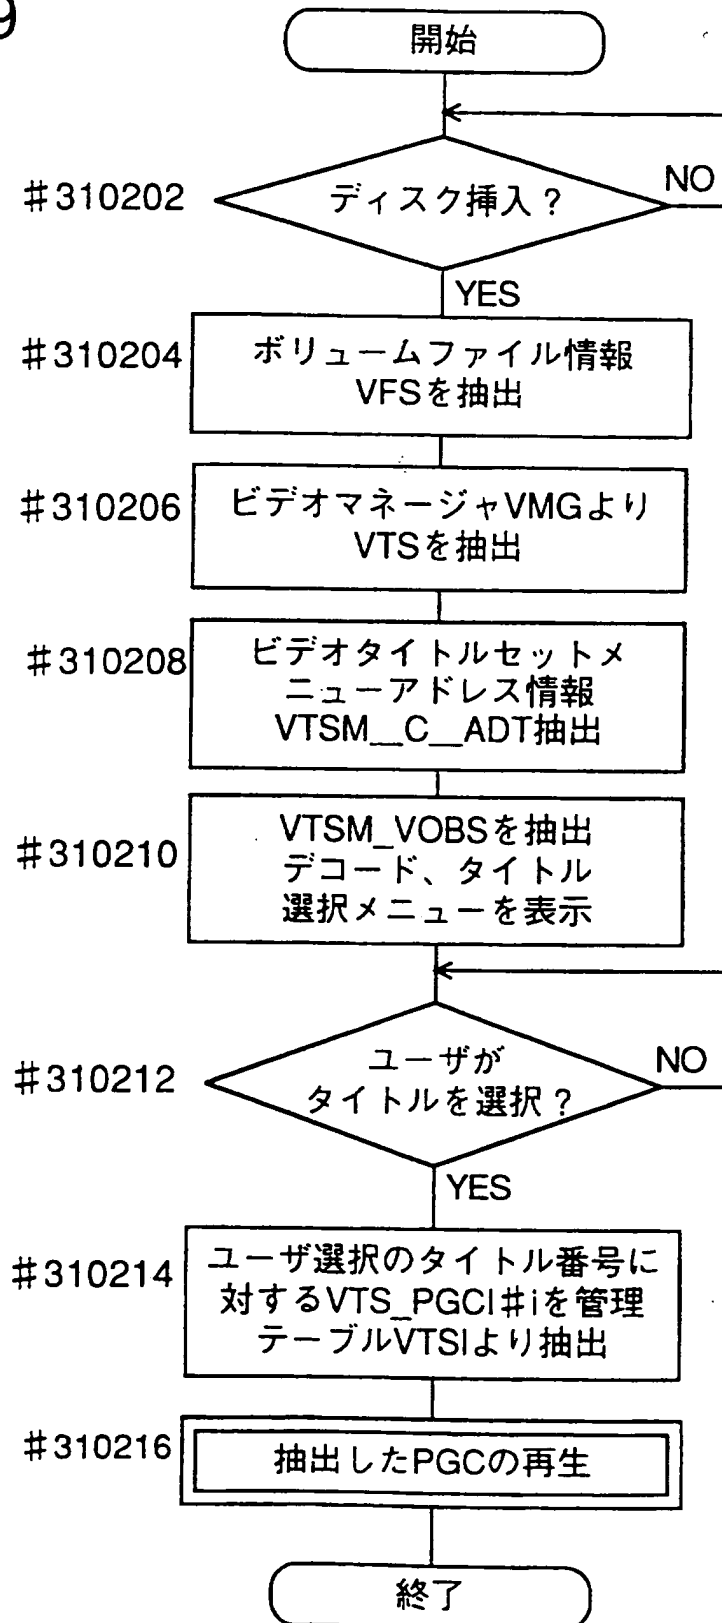 9
開始
#310202
ディスク挿入？
NO
YES
#310204
ボリュームファイル情報
VFSを抽出
#310206
ビデオマネージャVMGより
VTSを抽出
#310208
ビデオタイトルセットメ
ニューアドレス情報
VTSM__C__ADT抽出
#310210
VTSM_VOBSを抽出
デコード、タイトル
選択メニューを表示
#310212
ユーザが
タイトルを選択？
NO
YES
#310214
ユーザ選択のタイトル番号に
対するVTS_PGCI#iを管理
テーブルVTSIより抽出
#310216
抽出したPGCの再生
終了